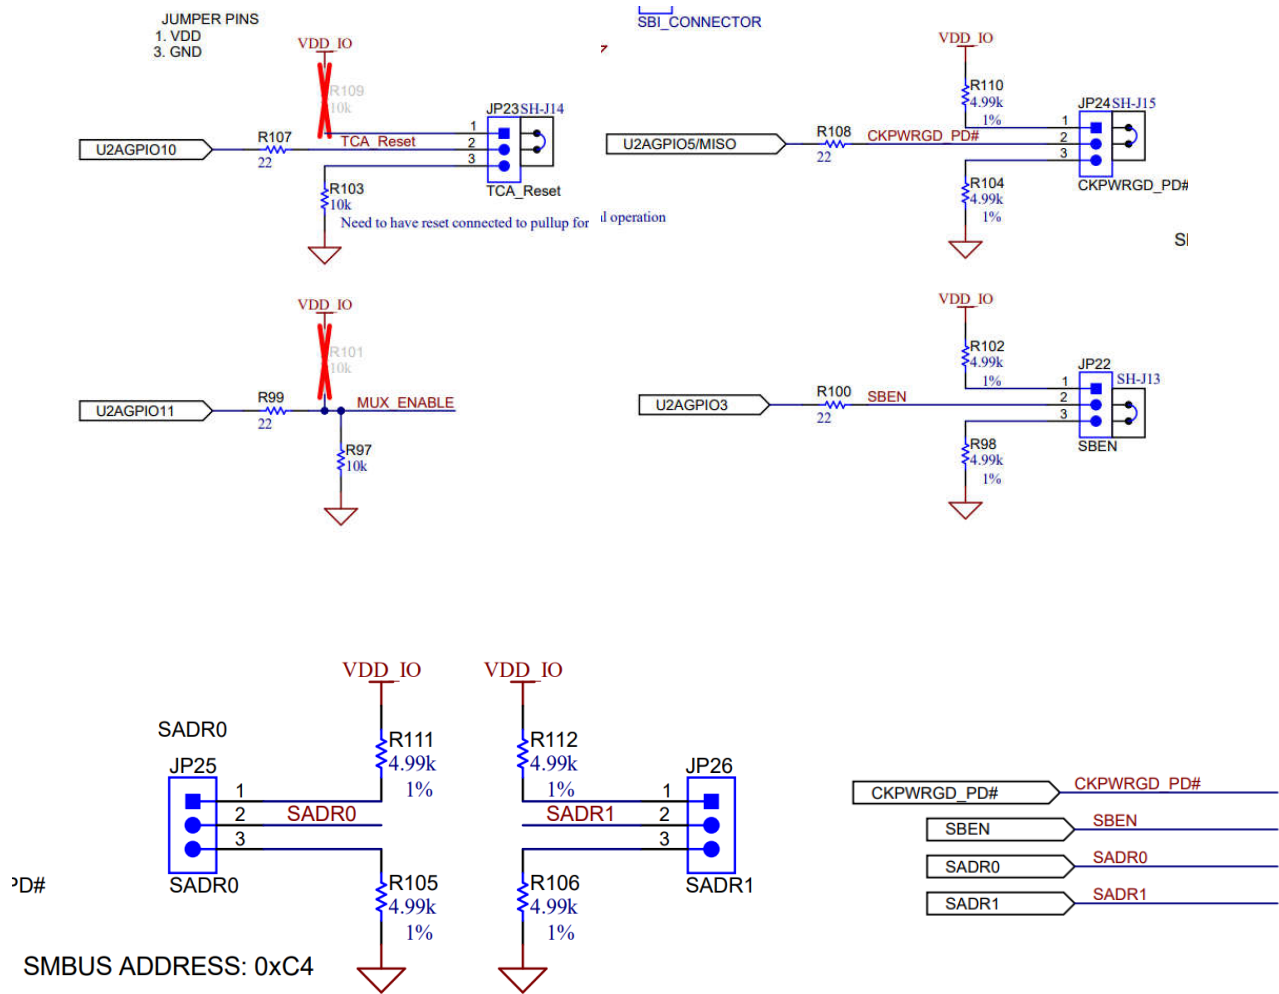 JUMPER PINS
1. VDD
3. GND
VDD_IO
R109
10k
JP23
SH-J14
1
2
3
TCA_Reset
U2AGPIO10
R107
22
R103
10k
TCA_Reset
Need to have reset connected to pullup for
l operation
SBI_CONNECTOR
VDD_IO
R110
4.99k
1%
JP24
SH-J15
1
2
3
CKPWRGD_PD#
U2AGPIO5/MISO
R108
22
R104
4.99k
1%
CKPWRGD_PD#
VDD_IO
R101
10k
U2AGPIO11
R99
22
MUX_ENABLE
R97
10k
VDD_IO
R102
4.99k
1%
JP22
SH-J13
1
2
3
SBEN
U2AGPIO3
R100
22
R98
4.99k
1%
SBEN
VDD_IO
VDD_IO
SADR0
R111
4.99k
1%
R112
4.99k
1%
JP25
1
2
3
SADR0
JP26
1
2
3
SADR1
PD#
SADR0
R105
4.99k
1%
R106
4.99k
1%
SADR1
SMBUS ADDRESS: 0xC4
CKPWRGD_PD#
CKPWRGD_PD#
SBEN
SBEN
SADR0
SADR0
SADR1
SADR1